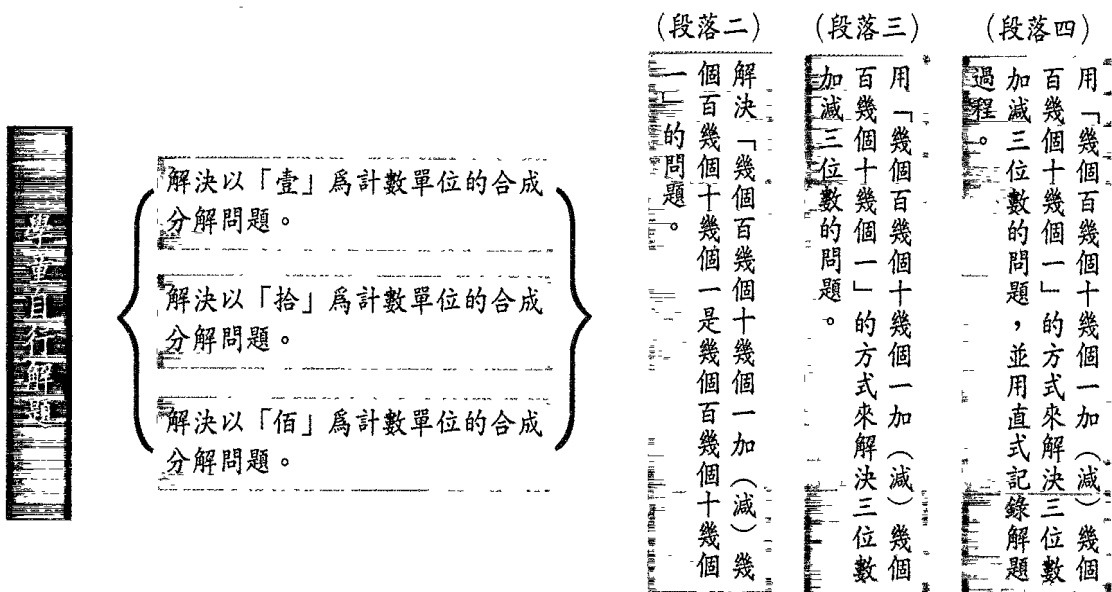 學童自行解題
解決以「壹」爲計數單位的合成
分解問題。
解決以「拾」爲計數單位的合成
分解問題。
解決以「佰」爲計數單位的合成
分解問題。
(段落二)
解決「幾個百幾個十幾個一加(減)幾
個百幾個十幾個一是幾個百幾個十幾個
一」的問題。
(段落三)
用「幾個百幾個十幾個一加(減)幾個
百幾個十幾個一」的方式來解決三位數
加減三位數的問題。
(段落四)
用「幾個百幾個十幾個一加(減)幾個
百幾個十幾個一」的方式來解決三位數
加減三位數的問題,並用直式記錄解題
過程。